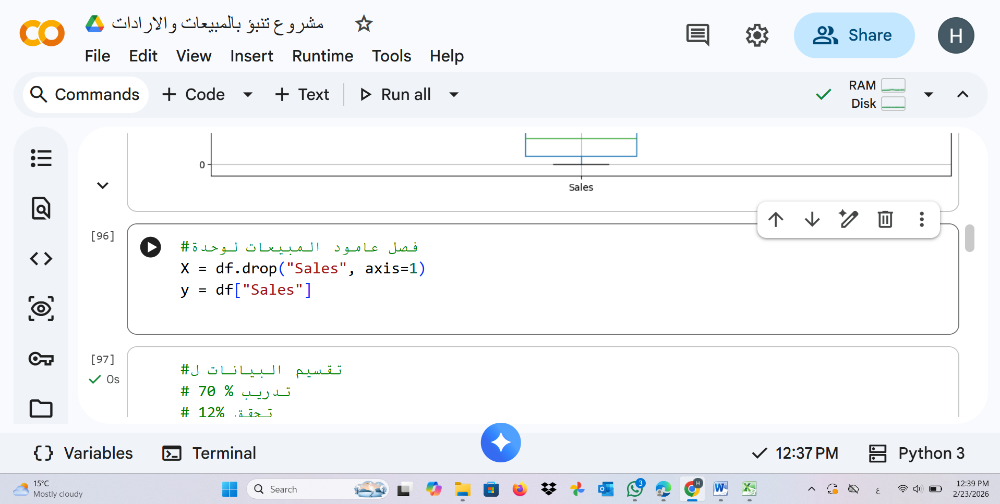 مشروع تنبؤ بالمبيعات والارادات
File Edit View Insert Runtime Tools Help
Share
H
Commands + Code + Text Run all
RAM
Disk
0
Sales
[96]
#فصل عامود المبيعات لوحدة
X = df.drop("Sales", axis=1)
y = df["Sales"]
[97]
0s
#تقسيم البيانات ل
# 70 % تدريب
# 12% تحقق
Variables Terminal 12:37 PM Python 3
15°C
Mostly cloudy
Search
3
H
ع
12:39 PM
2/23/2026